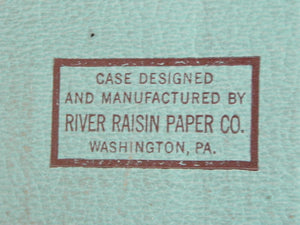 CASE DESIGNED
AND MANUFACTURED BY
RIVER RAISIN PAPER CO.
WASHINGTON, PA.